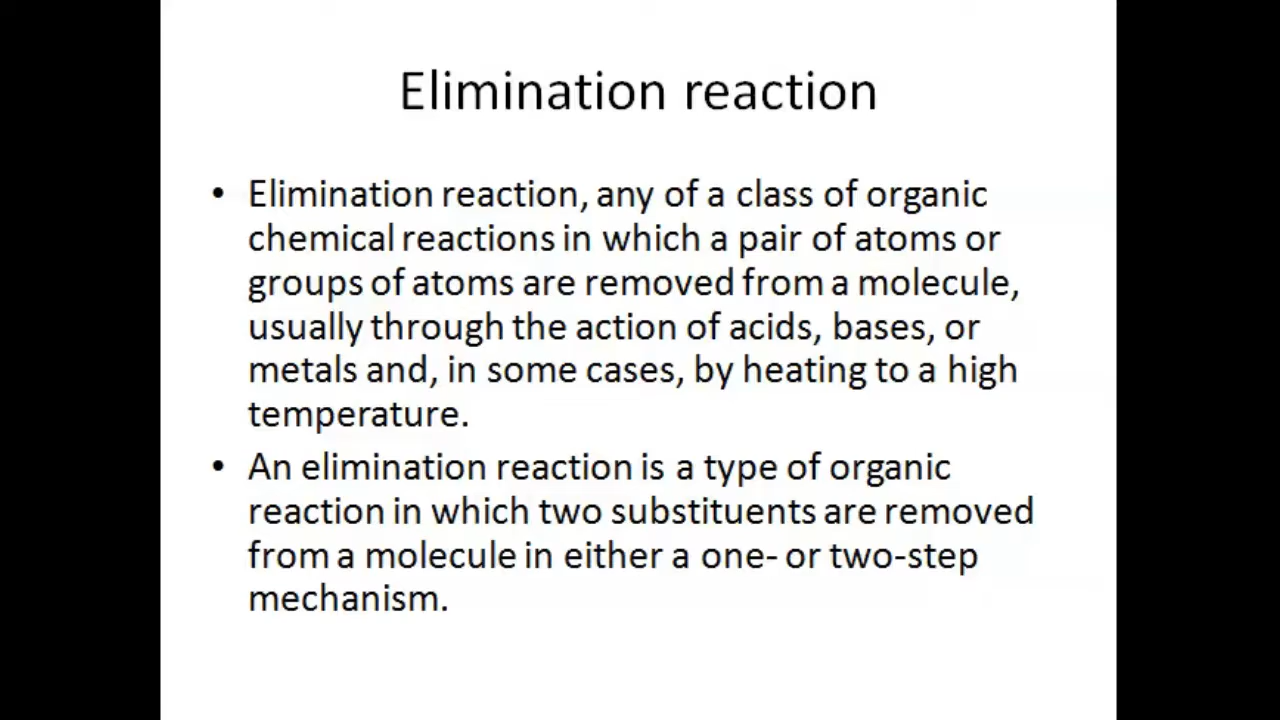 Elimination reaction
• Elimination reaction, any of a class of organic
chemical reactions in which a pair of atoms or
groups of atoms are removed from a molecule,
usually through the action of acids, bases, or
metals and, in some cases, by heating to a high
temperature.
• An elimination reaction is a type of organic
reaction in which two substituents are removed
from a molecule in either a one- or two-step
mechanism.